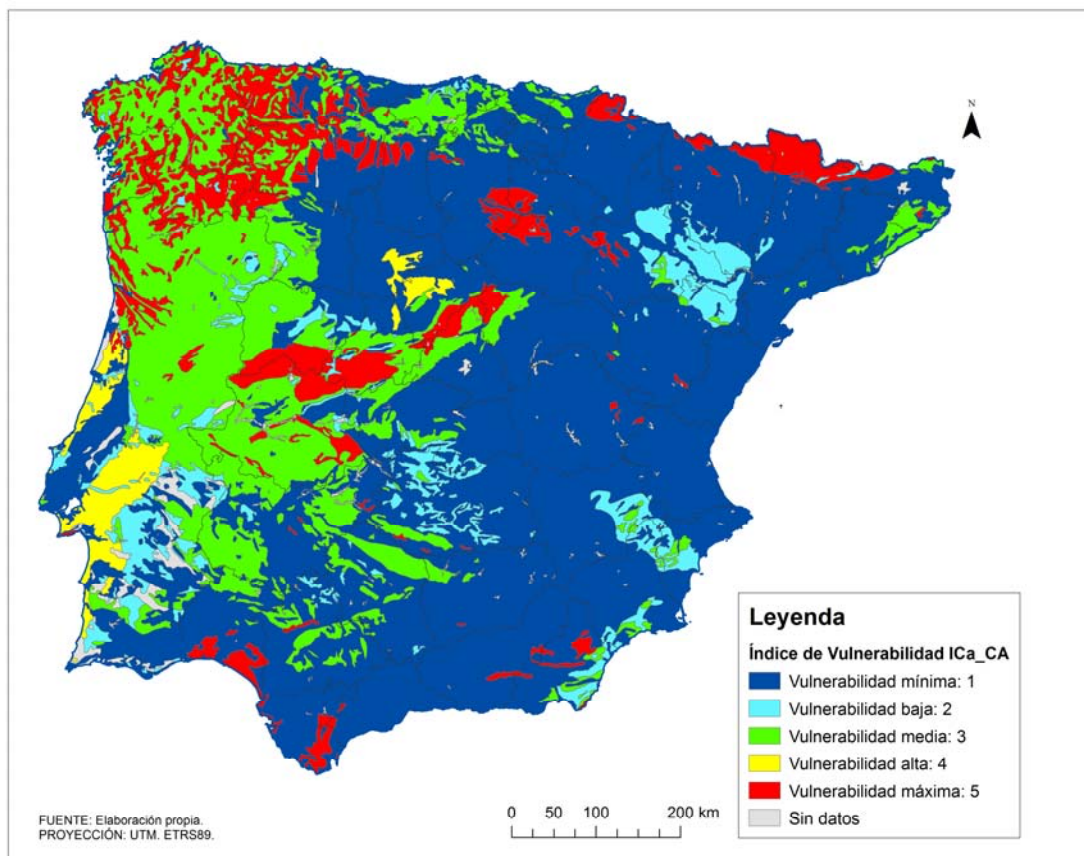 N
Leyenda
Índice de Vulnerabilidad ICa_CA
Vulnerabilidad mínima: 1
Vulnerabilidad baja: 2
Vulnerabilidad media: 3
Vulnerabilidad alta: 4
Vulnerabilidad máxima: 5
Sin datos
0 50 100 200 km
FUENTE: Elaboración propia.
PROYECCIÓN: UTM. ETRS89.